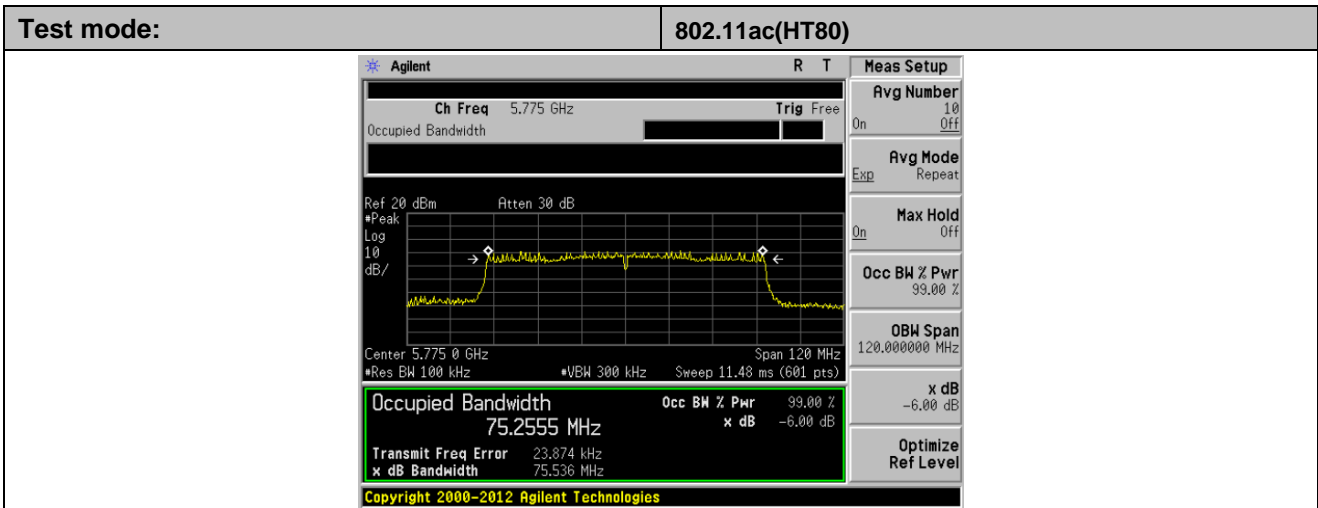 Test mode: 802.11ac(HT80)
Agilent R T Meas Setup
Avg Number
10
On Off
Ch Freq 5.775 GHz Trig Free
Occupied Bandwidth
Avg Mode
Exp Repeat
Ref 20 dBm Atten 30 dB
#Peak
Log
10
dB/
Max Hold
On Off
Occ BW % Pwr
99.00 %
OBW Span
120.000000 MHz
Center 5.775 0 GHz Span 120 MHz
#Res BW 100 kHz #VBW 300 kHz Sweep 11.48 ms (601 pts)
x dB
-6.00 dB
Occupied Bandwidth Occ BW % Pwr 99.00 %
75.2555 MHz x dB -6.00 dB
Transmit Freq Error 23.874 kHz
x dB Bandwidth 75.536 MHz
Optimize
Ref Level
Copyright 2000-2012 Agilent Technologies